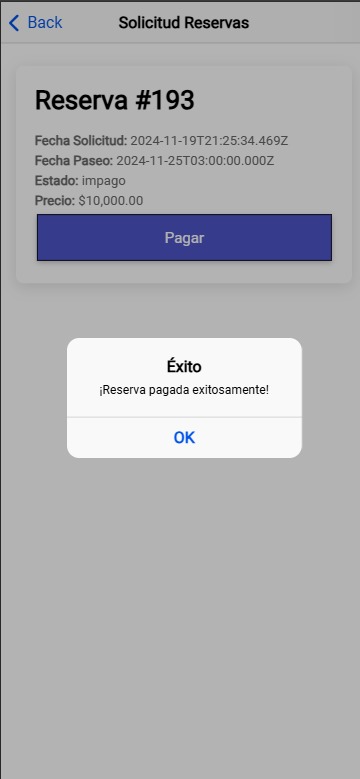 Back
Solicitud Reservas
Reserva #193
Fecha Solicitud: 2024-11-19T21:25:34.469Z
Fecha Paseo: 2024-11-25T03:00:00.000Z
Estado: impago
Precio: $10,000.00
Pagar
Éxito
¡Reserva pagada exitosamente!
OK